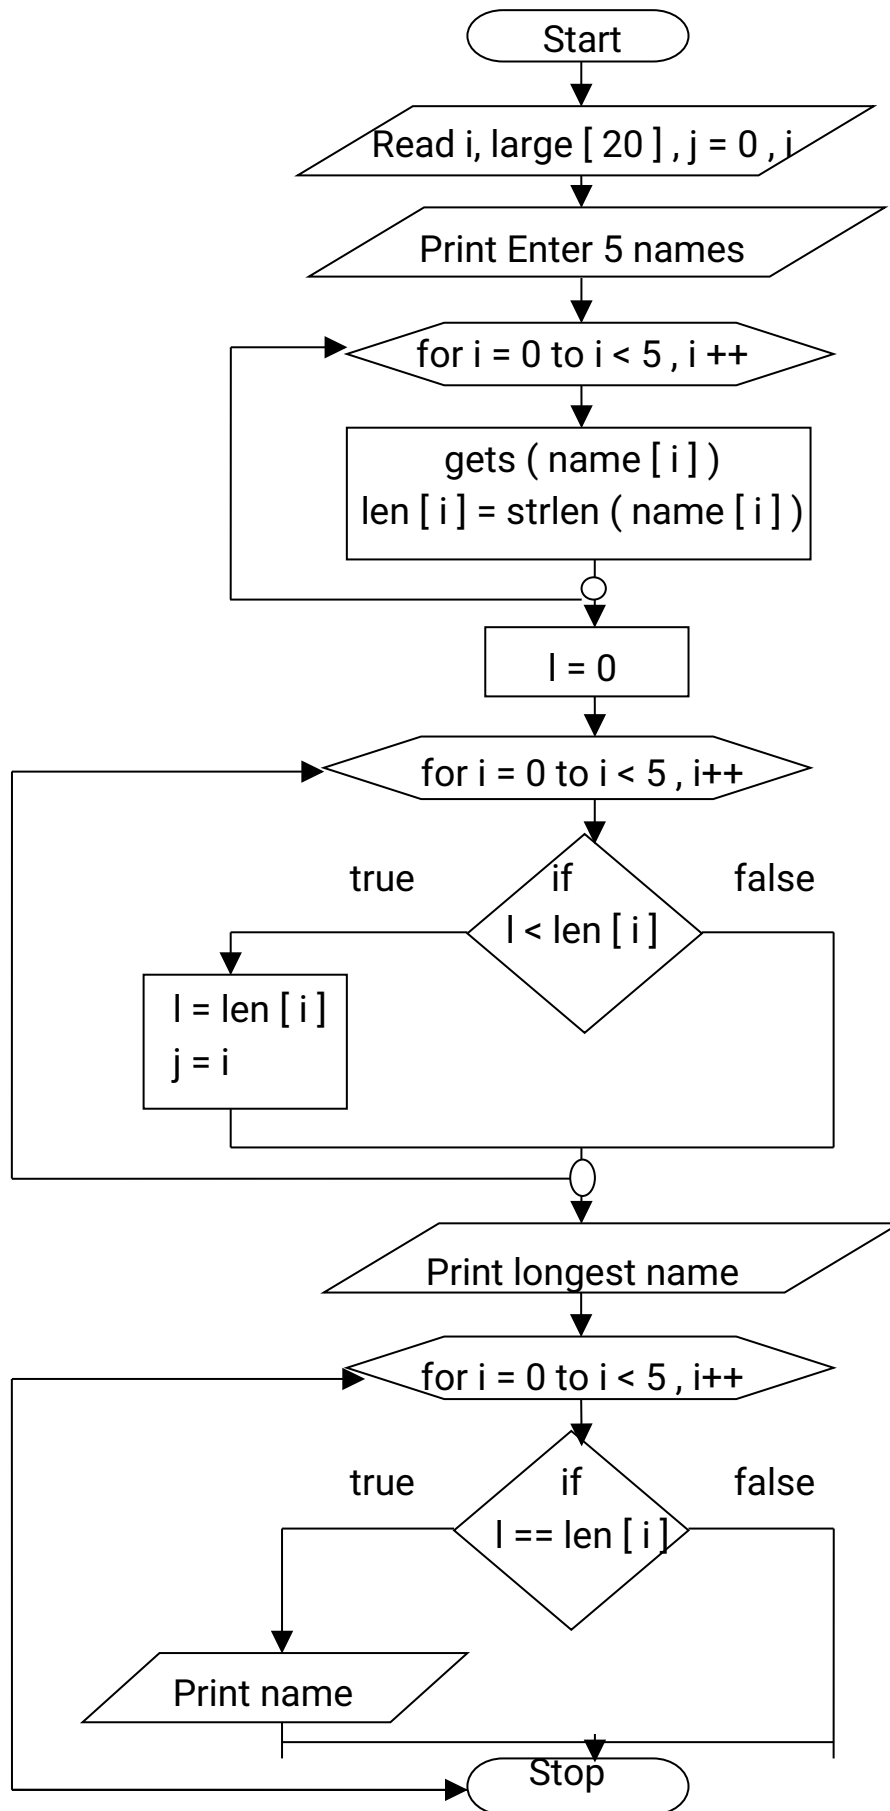 Start
Read i, large [ 20 ] , j = 0 , i
Print Enter 5 names
for i = 0 to i < 5 , i ++
gets ( name [ i ] )
len [ i ] = strlen ( name [ i ] )
l = 0
for i = 0 to i < 5 , i++
true
if
false
l < len [ i ]
l = len [ i ]
j = i
Print longest name
for i = 0 to i < 5 , i++
true
if
false
l == len [ i ]
Print name
Stop